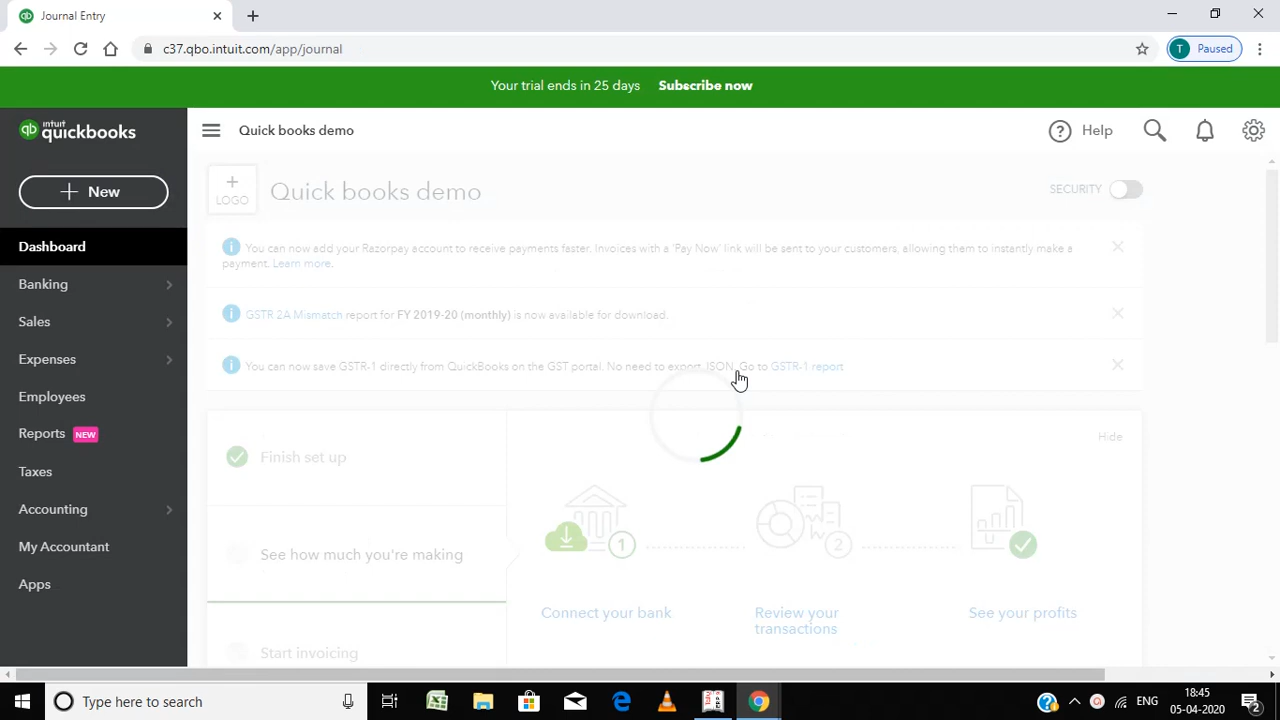 Journal Entry
c37.qbo.intuit.com/app/journal
T Paused
Your trial ends in 25 days Subscribe now
qb intuit quickbooks
Quick books demo
Help
New
+ LOGO
Quick books demo
SECURITY
Dashboard
Banking
Sales
Expenses
Employees
Reports NEW
Taxes
Accounting
My Accountant
Apps
You can now add your Razorpay account to receive payments faster. Invoices with a 'Pay Now' link will be sent to your customers, allowing them to instantly make a
payment. Learn more.
GSTR 2A Mismatch report for FY 2019-20 (monthly) is now available for download.
You can now save GSTR-1 directly from QuickBooks on the GST portal. No need to export JSON. Go to GSTR-1 report
Hide
Finish set up
See how much you're making
Start invoicing
1
2
Connect your bank
Review your
transactions
See your profits
Type here to search
ENG
18:45
05-04-2020
2